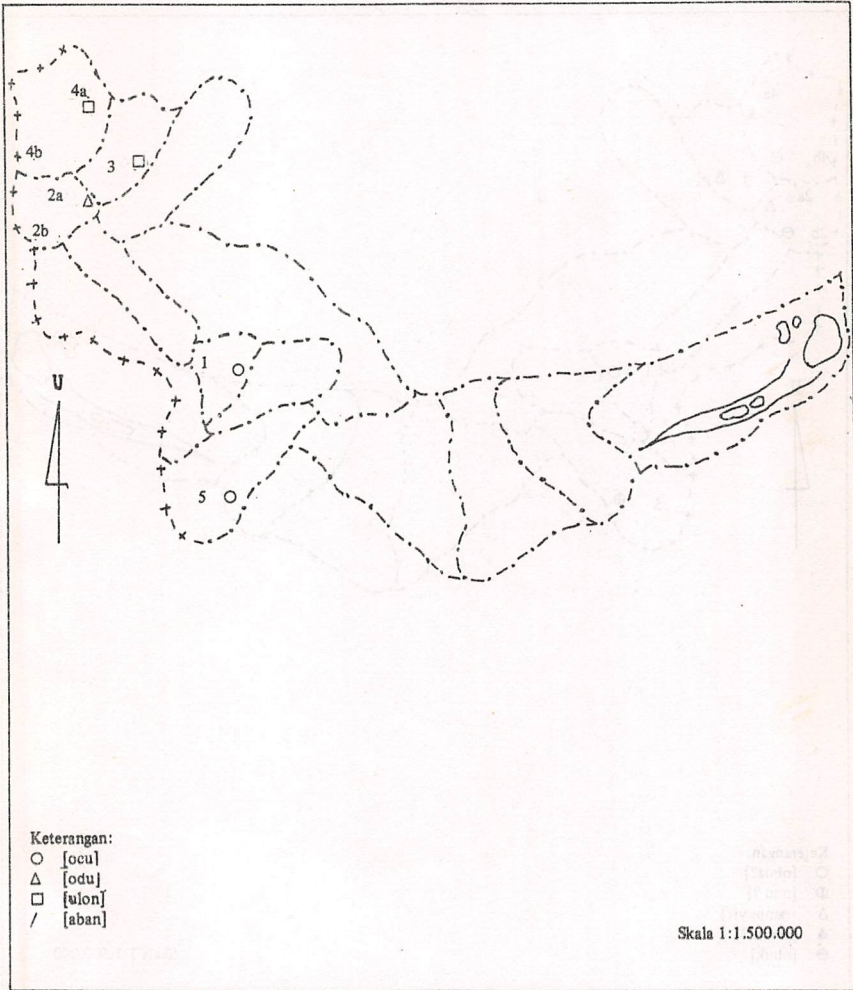 4a
4b
3
2a
2b
1
U
5
Keterangan:
[ocu]
[odu]
[ulon]
[aban]
Skala 1:1.500.000